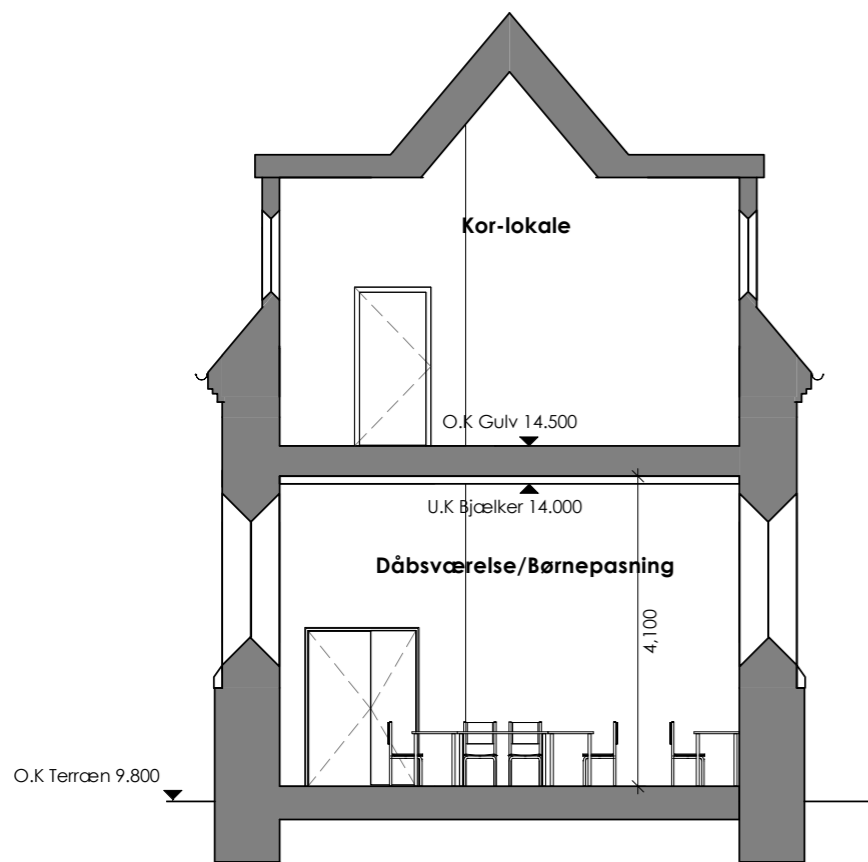 Kor-lokale
O.K Gulv 14.500
U.K Bjælker 14.000
Dåbsværelse/Børnepasning
4,100
O.K Terræn 9.800